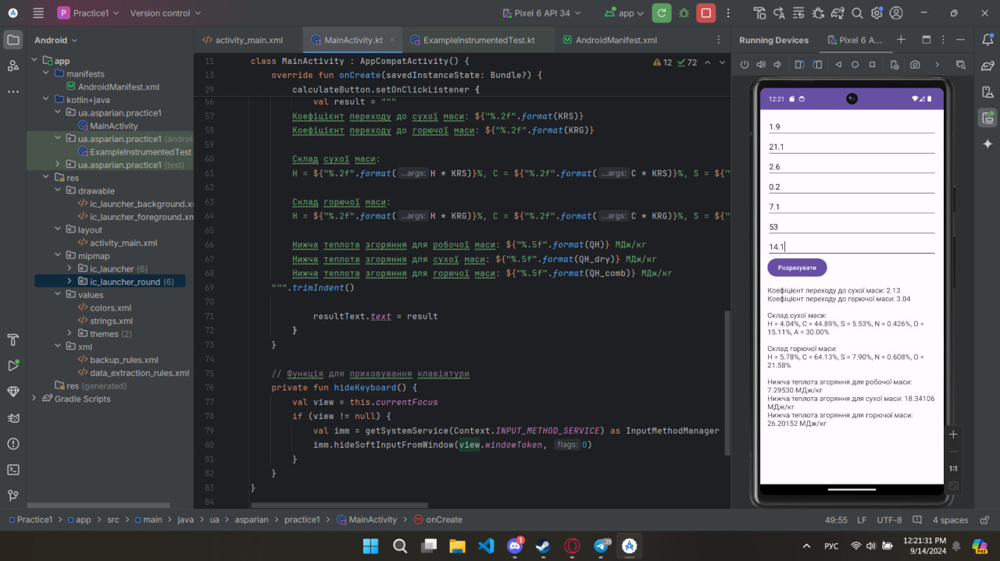 Practice1
Version control
Pixel 6 API 34
app
Android
app
manifests
AndroidManifest.xml
kotlin+java
ua.asparian.practice1
MainActivity
ua.asparian.practice1 (andro
ExampleInstrumentedTest
ua.asparian.practice1 (test)
res
drawable
ic_launcher_background.xm
ic_launcher_foreground.xm
layout
activity_main.xml
mipmap
ic_launcher (6)
ic_launcher_round (6)
values
colors.xml
strings.xml
themes (2)
xml
backup_rules.xml
data_extraction_rules.xml
res (generated)
Gradle Scripts
activity_main.xml
MainActivity.kt
ExampleInstrumentedTest.kt
AndroidManifest.xml
12
72
11 class MainActivity : AppCompatActivity() {
13 override fun onCreate(savedInstanceState: Bundle?) {
29 calculateButton.setOnClickListener {
56 val result = """
57 Коефіцієнт переходу до сухої маси: ${"%.2f".format(KRS)}
58 Коефіцієнт переходу до горючої маси: ${"%.2f".format(KRG)}
59
60 Склад сухої маси:
61 H = ${"%.2f".format( ...args: H * KRS)}%, C = ${"%.2f".format( ...args: C * KRS)}%, S = ${"
62
63 Склад горючої маси:
64 H = ${"%.2f".format( ...args: H * KRG)}%, C = ${"%.2f".format( ...args: C * KRG)}%, S = ${"
65
66 Нижча теплота згоряння для робочої маси: ${"%.5f".format(QH)} МДж/кг
67 Нижча теплота згоряння для сухої маси: ${"%.5f".format(QH_dry)} МДж/кг
68 Нижча теплота згоряння для горючої маси: ${"%.5f".format(QH_comb)} МДж/кг
69 """.trimIndent()
70
71 resultText.text = result
72 }
73 }
74
75 // Функція для приховування клавіатури
76 private fun hideKeyboard() {
77 val view = this.currentFocus
78 if (view != null) {
79 val imm = getSystemService(Context.INPUT_METHOD_SERVICE) as InputMethodManager
80 imm.hideSoftInputFromWindow(view.windowToken, flags: 0)
81 }
82 }
83 }
84
Running Devices
Pixel 6 A...
12:21
1.9
21.1
2.6
0.2
7.1
53
14.1
Розрахувати
Коефіцієнт переходу до сухої маси: 2.13
Коефіцієнт переходу до горючої маси: 3.04
Склад сухої маси:
H = 4.04%, C = 44.89%, S = 5.53%, N = 0.426%, O =
15.11%, A = 30.00%
Склад горючої маси:
H = 5.78%, C = 64.13%, S = 7.90%, N = 0.608%, O =
21.58%
Нижча теплота згоряння для робочої маси:
7.29530 МДж/кг
Нижча теплота згоряння для сухої маси: 18.34106
МДж/кг
Нижча теплота згоряння для горючої маси:
26.20152 МДж/кг
1:1
Practice1 > app > src > main > java > ua > asparian > practice1 > MainActivity > onCreate
49:55
LF
UTF-8
4 spaces
1
РУС
12:21:31 PM
9/14/2024
PRE